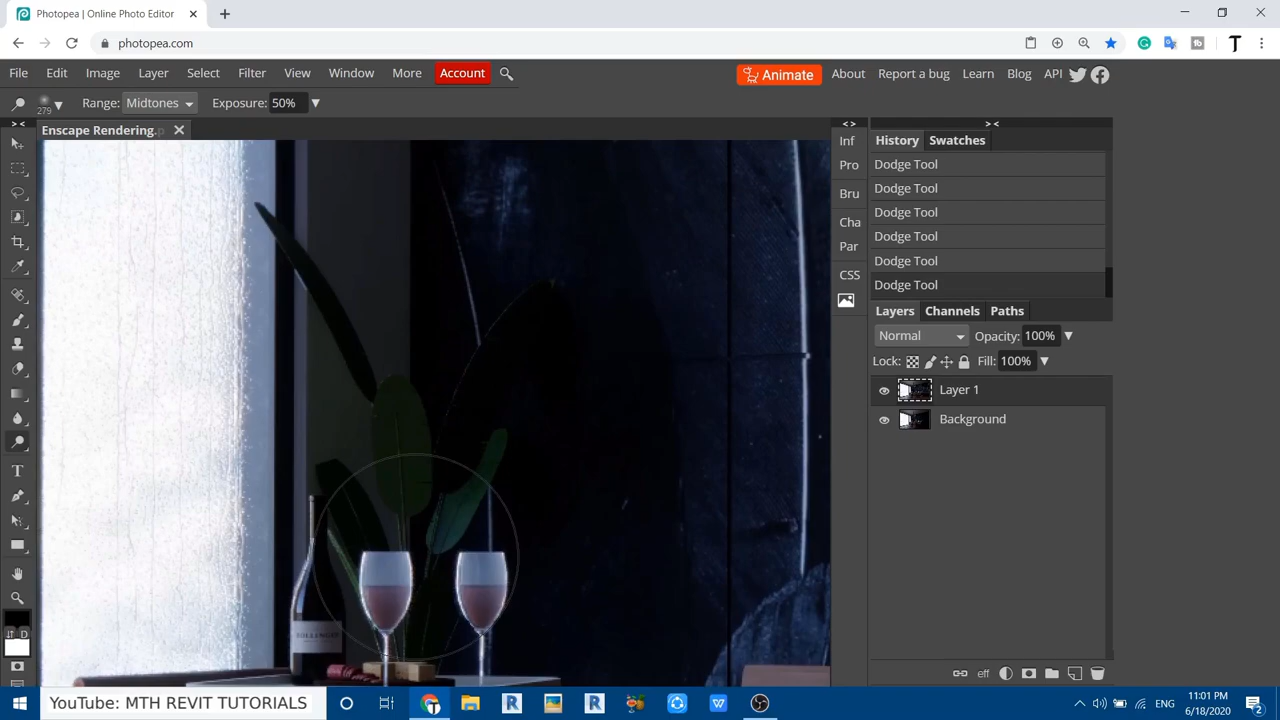 Photopea | Online Photo Editor
photopea.com
File Edit Image Layer Select Filter View Window More Account
Animate About Report a bug Learn Blog API
279 Range: Midtones Exposure: 50%
Enscape Rendering.p
> < < > > <
Inf
Pro
Bru
Cha
Par
CSS
History Swatches
Dodge Tool
Dodge Tool
Dodge Tool
Dodge Tool
Dodge Tool
Dodge Tool
Layers Channels Paths
Normal Opacity: 100%
Lock: Fill: 100%
Layer 1
Background
eff
D
YouTube: MTH REVIT TUTORIALS
ENG
11:01 PM
6/18/2020
2